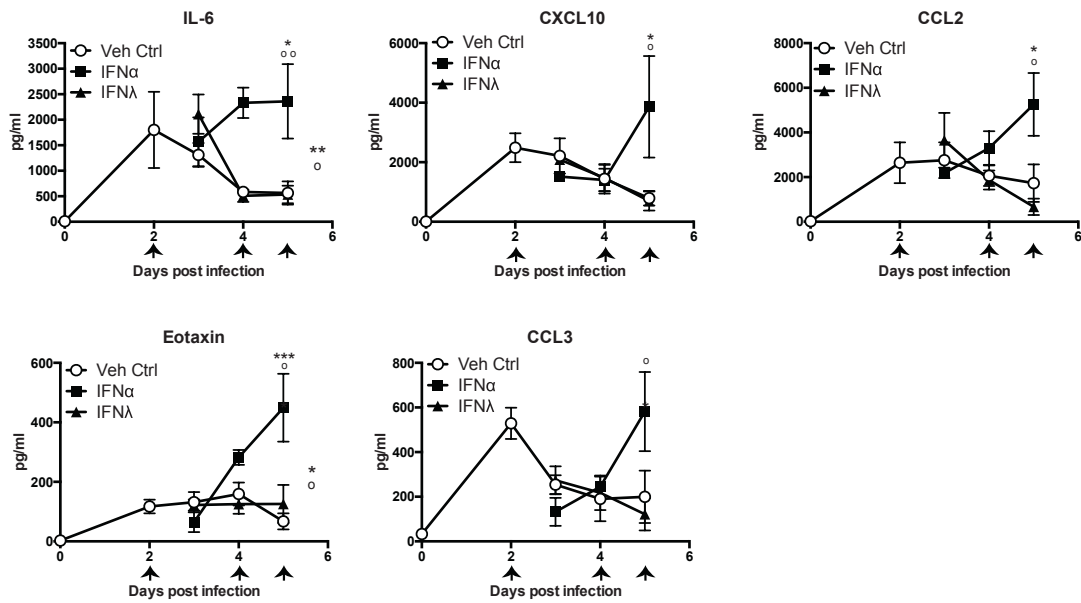 IL-6
3500
3000
2500
2000
1500
1000
500
0
pg/ml
Veh Ctrl
IFNα
IFNλ
*
o o
**
o
0 2 4 6
Days post infection
CXCL10
6000
4000
2000
0
pg/ml
Veh Ctrl
IFNα
IFNλ
*
o
0 2 4 6
Days post infection
CCL2
8000
6000
4000
2000
0
pg/ml
Veh Ctrl
IFNα
IFNλ
*
o
0 2 4 6
Days post infection
Eotaxin
600
400
200
0
pg/ml
Veh Ctrl
IFNα
IFNλ
***
o
*
o
0 2 4 6
Days post infection
CCL3
800
600
400
200
0
pg/ml
Veh Ctrl
IFNα
IFNλ
o
0 2 4 6
Days post infection